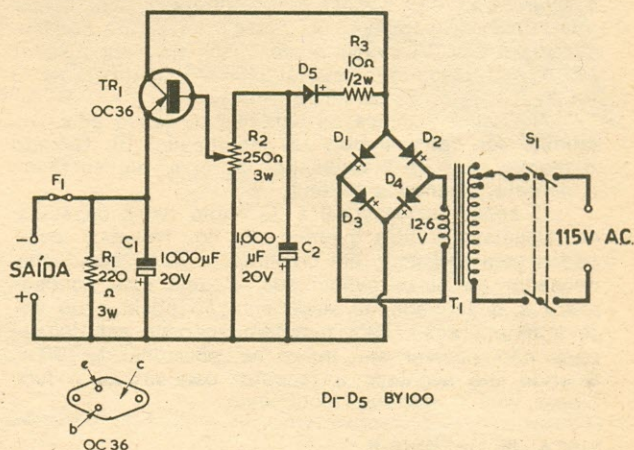 R3
10Ω
1/2w
D5
TR1
OC36
R2
250Ω
3w
D1
D2
D3
D4
S1
12·6
V
T1
115V A.C.
F1
-
SAÍDA
+
R1
220
Ω
3w
C1
1000µF
20V
+
1,000
µF
20V
C2
+
e
c
b
OC 36
D1-D5 BY100